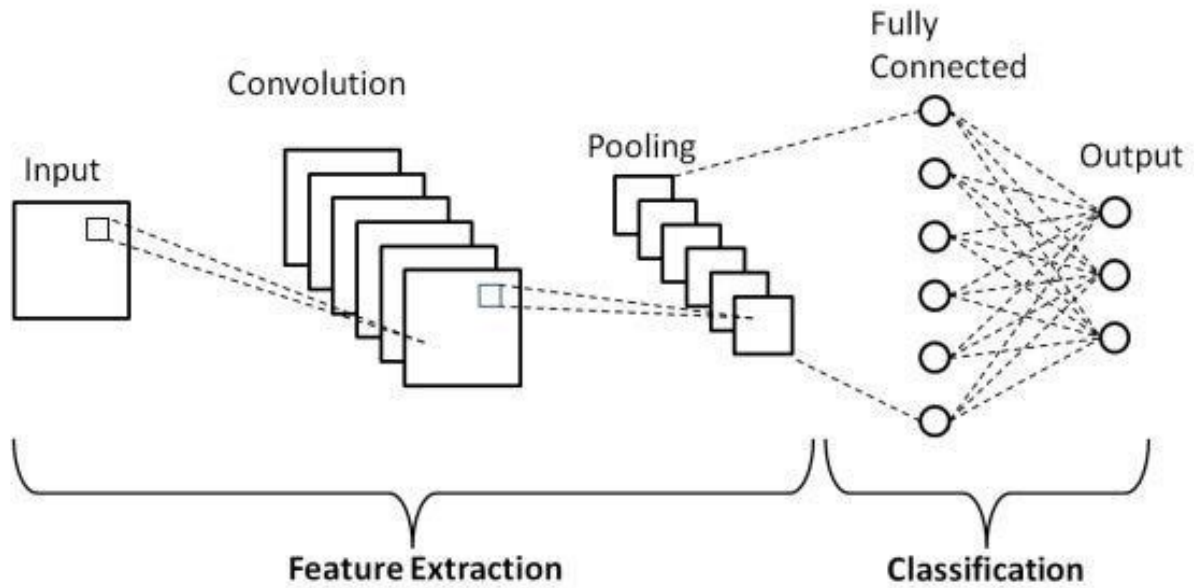 Input
Convolution
Pooling
Fully
Connected
Output
Feature Extraction
Classification